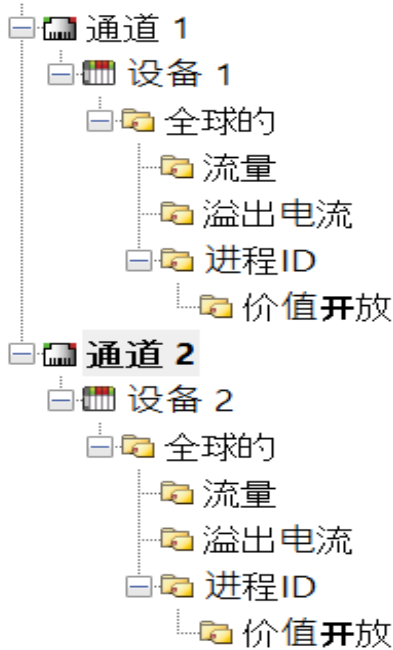 通道 1
设备 1
全球的
流量
溢出电流
进程ID
价值开放
通道 2
设备 2
全球的
流量
溢出电流
进程ID
价值开放